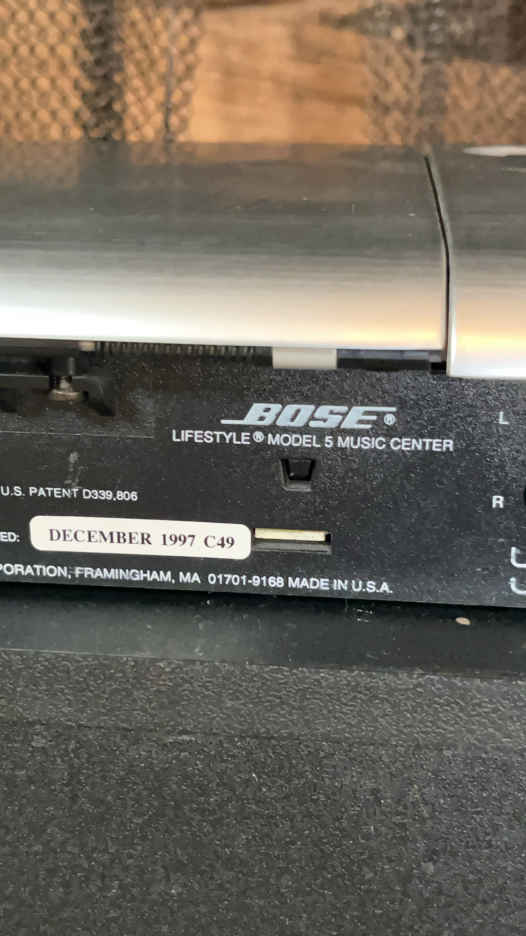 BOSE®
LIFESTYLE® MODEL 5 MUSIC CENTER
L
U.S. PATENT D339,806
R
ED: DECEMBER 1997 C49
PORATION, FRAMINGHAM, MA 01701-9168 MADE IN U.S.A.